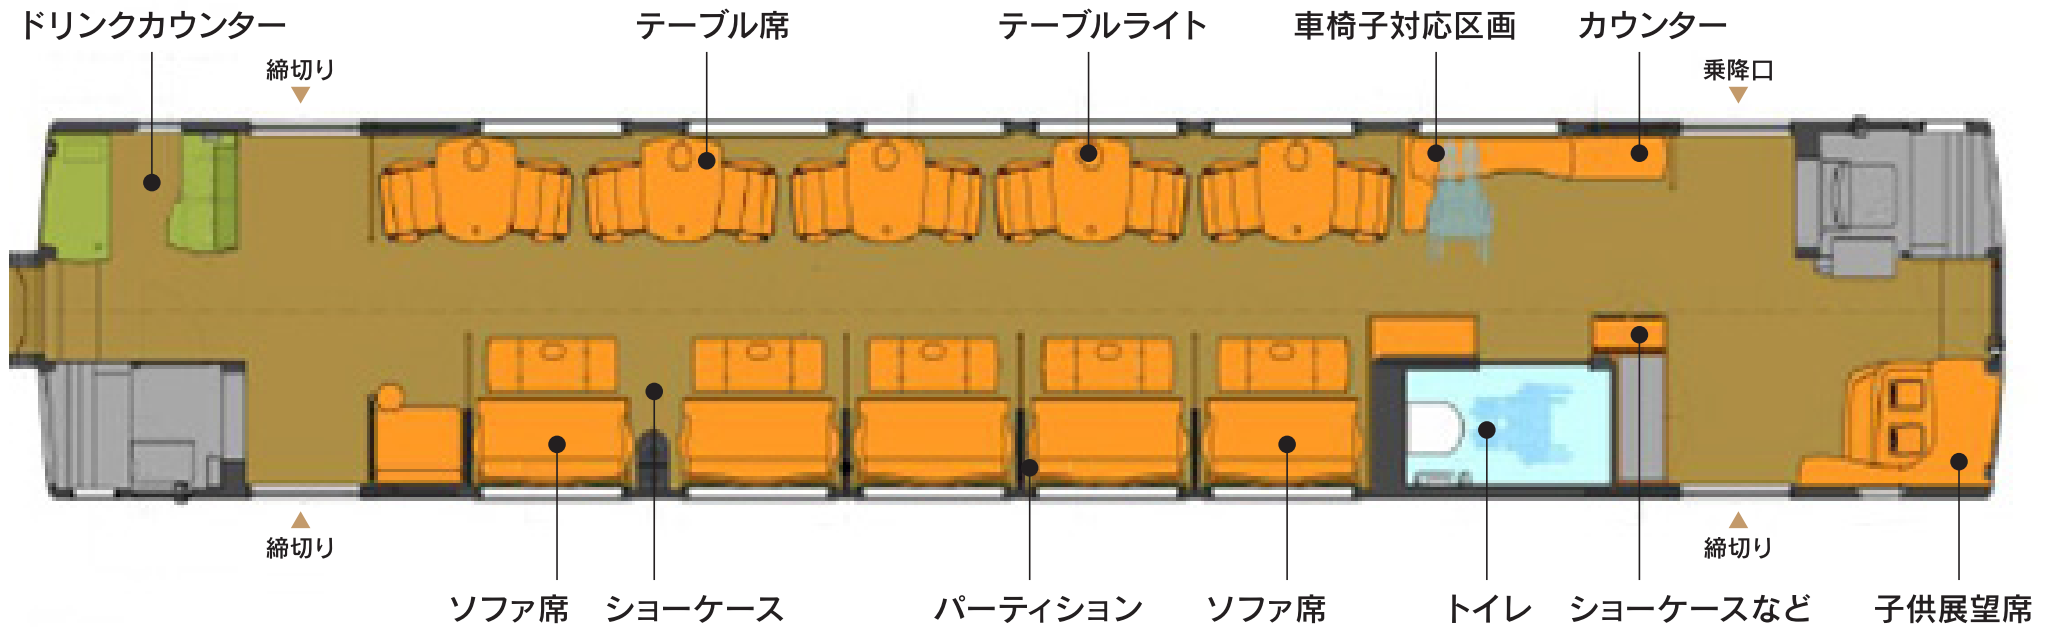 ドリンクカウンター
テーブル席
テーブルライト
車椅子対応区画
カウンター
締切り
乗降口
締切り
締切り
ソファ席
ショーケース
パーティション
ソファ席
トイレ
ショーケースなど
子供展望席